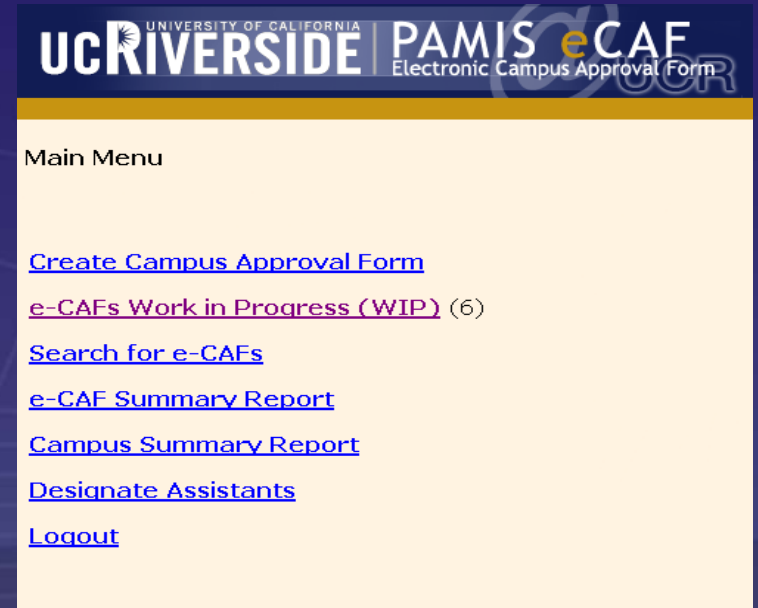 UNIVERSITY OF CALIFORNIA
UCRIVERSIDE
PAMIS eCAF
Electronic Campus Approval Form
@UCR
Main Menu
Create Campus Approval Form
e-CAFs Work in Progress (WIP) (6)
Search for e-CAFs
e-CAF Summary Report
Campus Summary Report
Designate Assistants
Logout